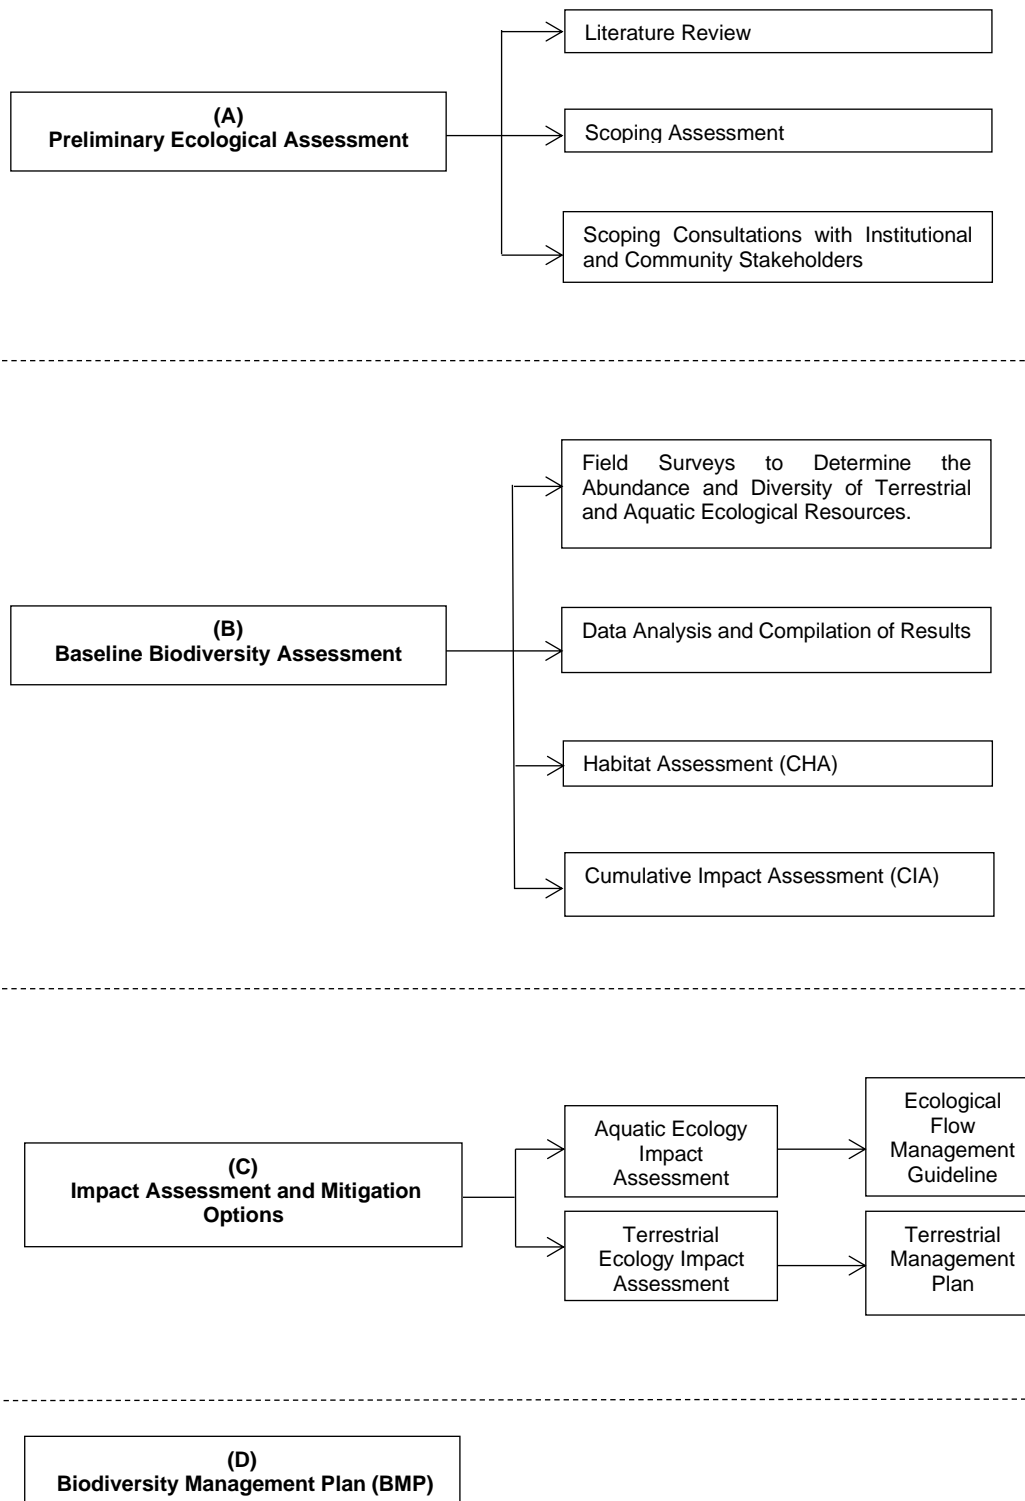 Literature Review
(A)
Preliminary Ecological Assessment
Scoping Assessment
Scoping Consultations with Institutional
and Community Stakeholders
Field Surveys to Determine the
Abundance and Diversity of Terrestrial
and Aquatic Ecological Resources.
(B)
Baseline Biodiversity Assessment
Data Analysis and Compilation of Results
Habitat Assessment (CHA)
Cumulative Impact Assessment (CIA)
(C)
Impact Assessment and Mitigation
Options
Aquatic Ecology
Impact
Assessment
Ecological
Flow
Management
Guideline
Terrestrial
Ecology Impact
Assessment
Terrestrial
Management
Plan
(D)
Biodiversity Management Plan (BMP)